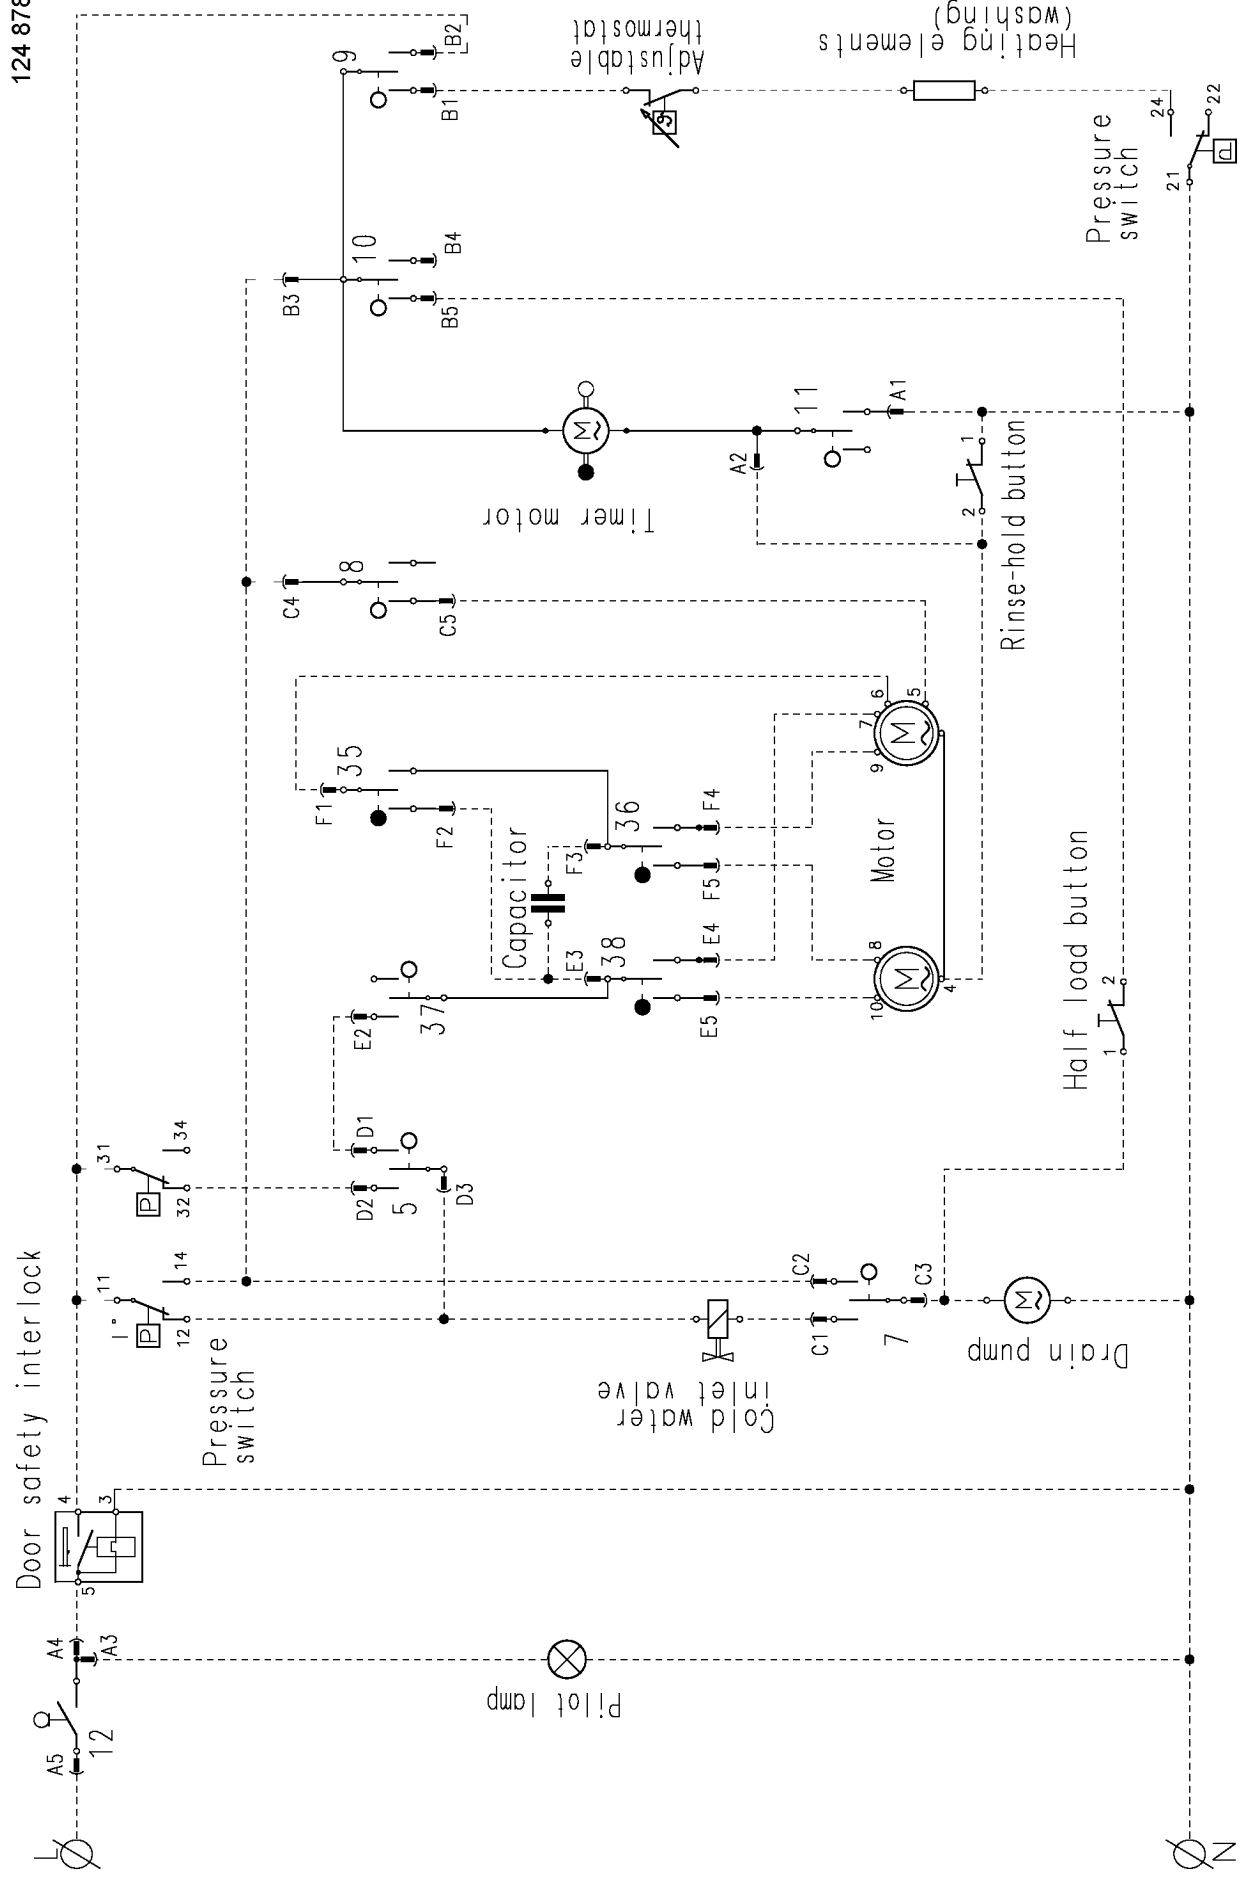 124 878
Door safety interlock
L
A5
12
A4
A3
5
4
3
Pilot lamp
N
Pressure
switch
1°
P
11
12
14
P
31
32
34
D2
D1
5
D3
E2
37
Cold water
inlet valve
C1
C2
7
C3
M
Drain pump
Capacitor
E3
38
E5
E4
F3
36
F5
F4
F1
35
F2
10
8
M
4
Motor
9
7
6
5
M
C4
8
C5
Timer motor
M
A2
11
A1
2
1
Rinse-hold button
Half load button
1
2
B3
10
B5
B4
9
B1
B2
Adjustable
thermostat
Heating elements
(washing)
Pressure
switch
21
24
22
P